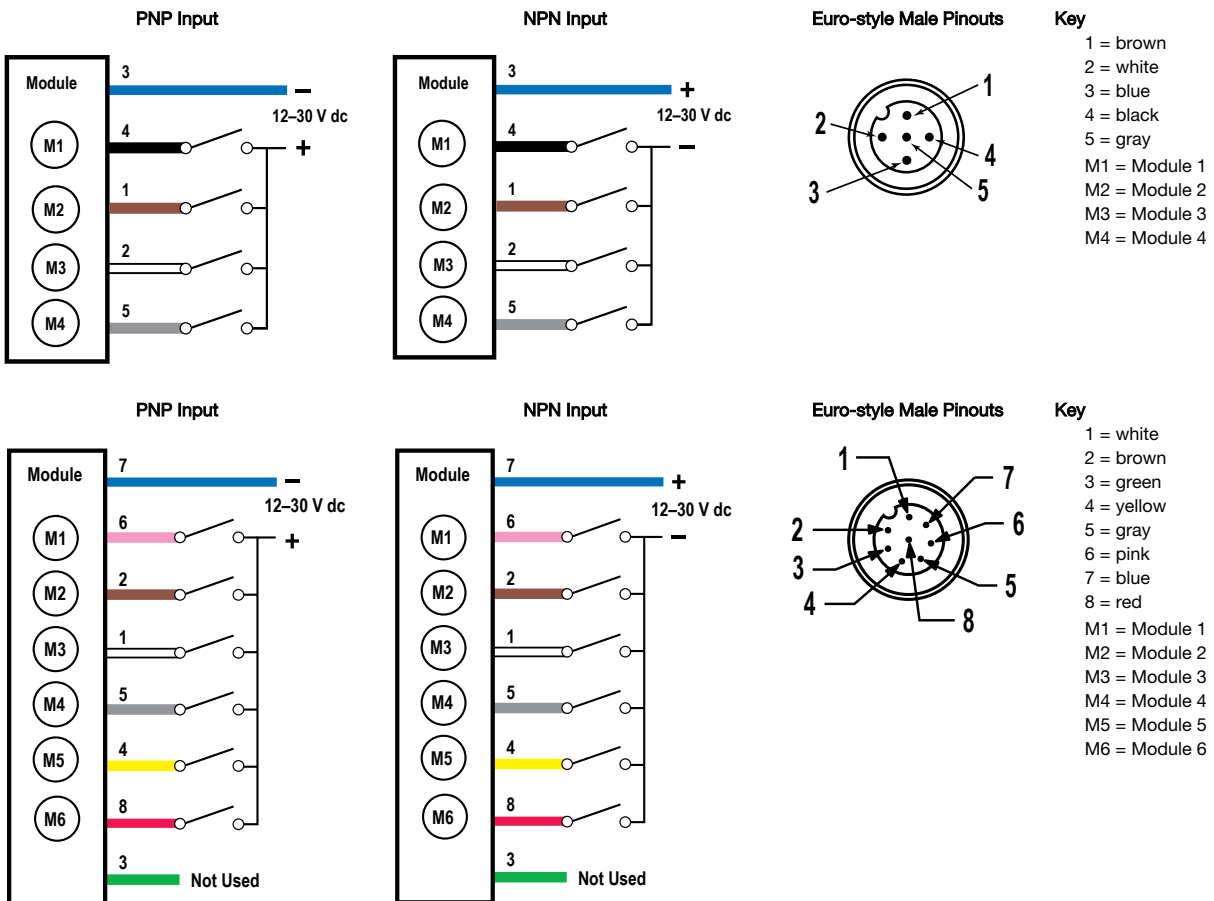 PNP Input
Module
3
−
12–30 V dc
M1
4
+
M2
1
M3
2
M4
5
NPN Input
Module
3
+
12–30 V dc
M1
4
−
M2
1
M3
2
M4
5
Euro-style Male Pinouts
1
2
4
3
5
Key
1 = brown
2 = white
3 = blue
4 = black
5 = gray
M1 = Module 1
M2 = Module 2
M3 = Module 3
M4 = Module 4
PNP Input
Module
7
−
12–30 V dc
M1
6
+
M2
2
M3
1
M4
5
M5
4
M6
8
3
Not Used
NPN Input
Module
7
+
12–30 V dc
M1
6
−
M2
2
M3
1
M4
5
M5
4
M6
8
3
Not Used
Euro-style Male Pinouts
1
7
2
6
3
5
4
8
Key
1 = white
2 = brown
3 = green
4 = yellow
5 = gray
6 = pink
7 = blue
8 = red
M1 = Module 1
M2 = Module 2
M3 = Module 3
M4 = Module 4
M5 = Module 5
M6 = Module 6